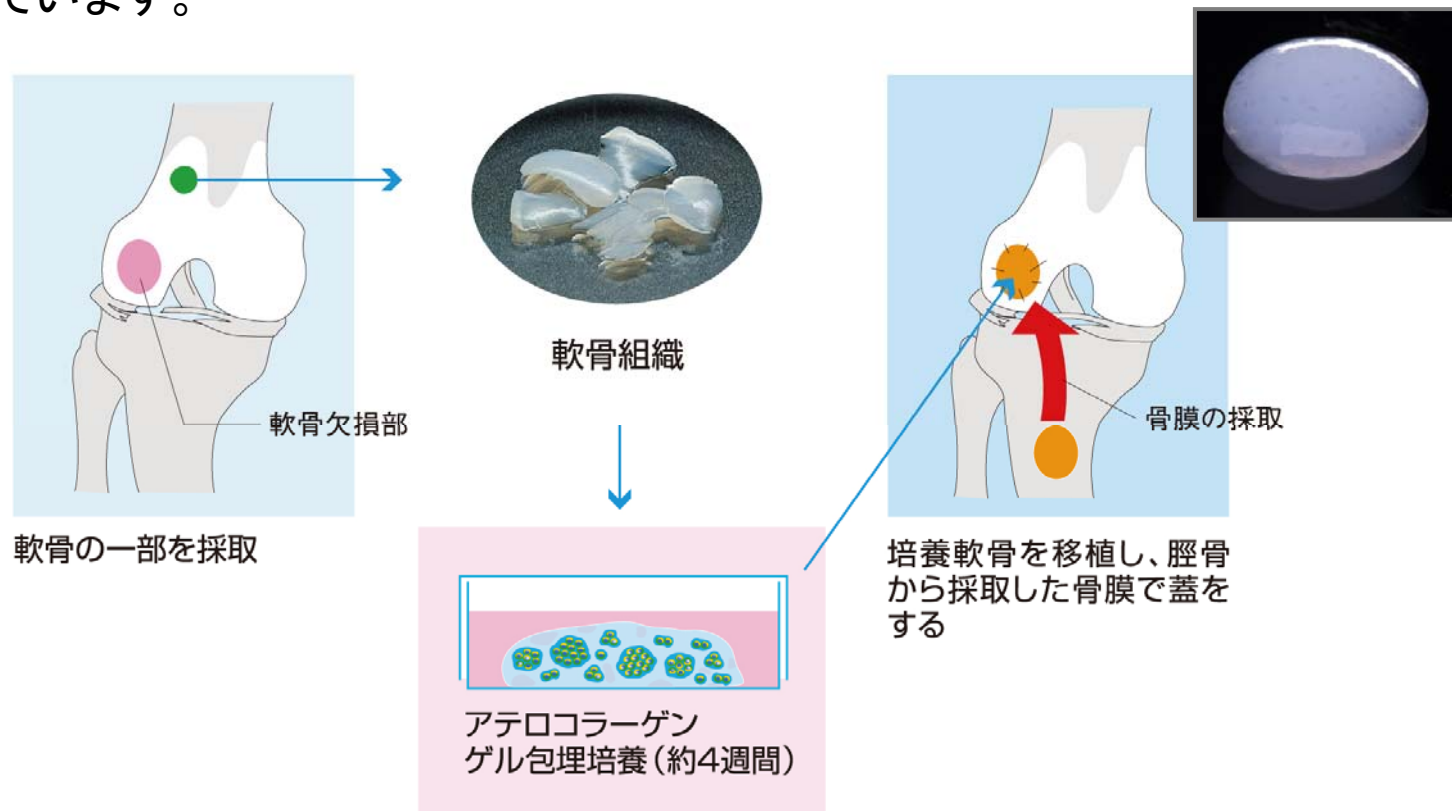 ています。
軟骨欠損部
軟骨の一部を採取
軟骨組織
アテロコラーゲン
ゲル包埋培養（約4週間）
骨膜の採取
培養軟骨を移植し、脛骨
から採取した骨膜で蓋を
する